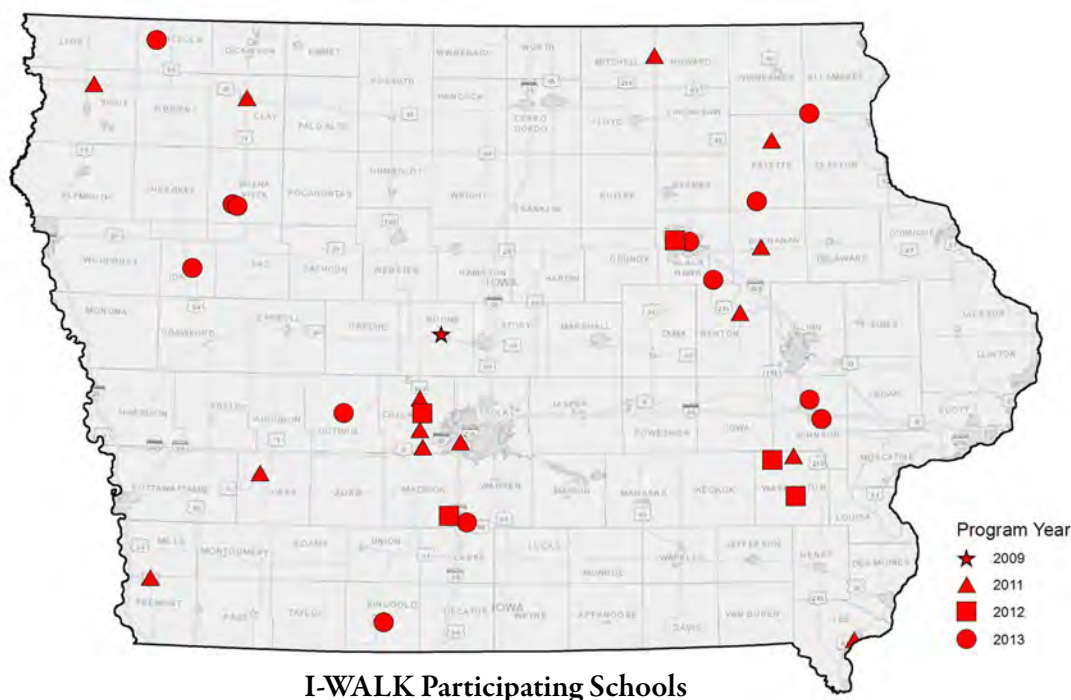 LYON
OSCEOLA
DICKINSON
EMMET
WINNEBAGO
WORTH
MITCHELL
HOWARD
WINNESHIEK
ALLAMAKEE
SIOUX
O'BRIEN
CLAY
PALO ALTO
KOSSUTH
HANCOCK
CERRO
GORDO
FLOYD
CHICKASAW
PLYMOUTH
CHEROKEE
BUENA
VISTA
POCAHONTAS
HUMBOLDT
WRIGHT
FRANKLIN
BUTLER
BREMER
FAYETTE
CLAYTON
WOODBURY
IDA
SAC
CALHOUN
WEBSTER
HAMILTON
IOWA
HARDIN
GRUNDY
BLACK
HAWK
BUCHANAN
DELAWARE
DUBUQUE
MONONA
CRAWFORD
CARROLL
GREENE
BOONE
STORY
MARSHALL
TAMA
BENTON
LINN
JONES
JACKSON
CLINTON
HARRISON
SHELBY
AUDUBON
GUTHRIE
DALLAS
POLK
JASPER
POWESHIEK
IOWA
JOHNSON
CEDAR
SCOTT
MUSCATINE
POTTAWATTAMIE
CASS
ADAIR
MADISON
WARREN
MARION
MAHASKA
KEOKUK
WASHINGTON
LOUISA
MILLS
MONTGOMERY
ADAMS
UNION
CLARKE
LUCAS
MONROE
WAPELLO
JEFFERSON
HENRY
DES MOINES
FREMONT
PAGE
TAYLOR
RINGGOLD
DECATUR
IOWA
WAYNE
APPANOOSE
DAVIS
VAN BUREN
LEE
Program Year
2009
2011
2012
2013
I-WALK Participating Schools